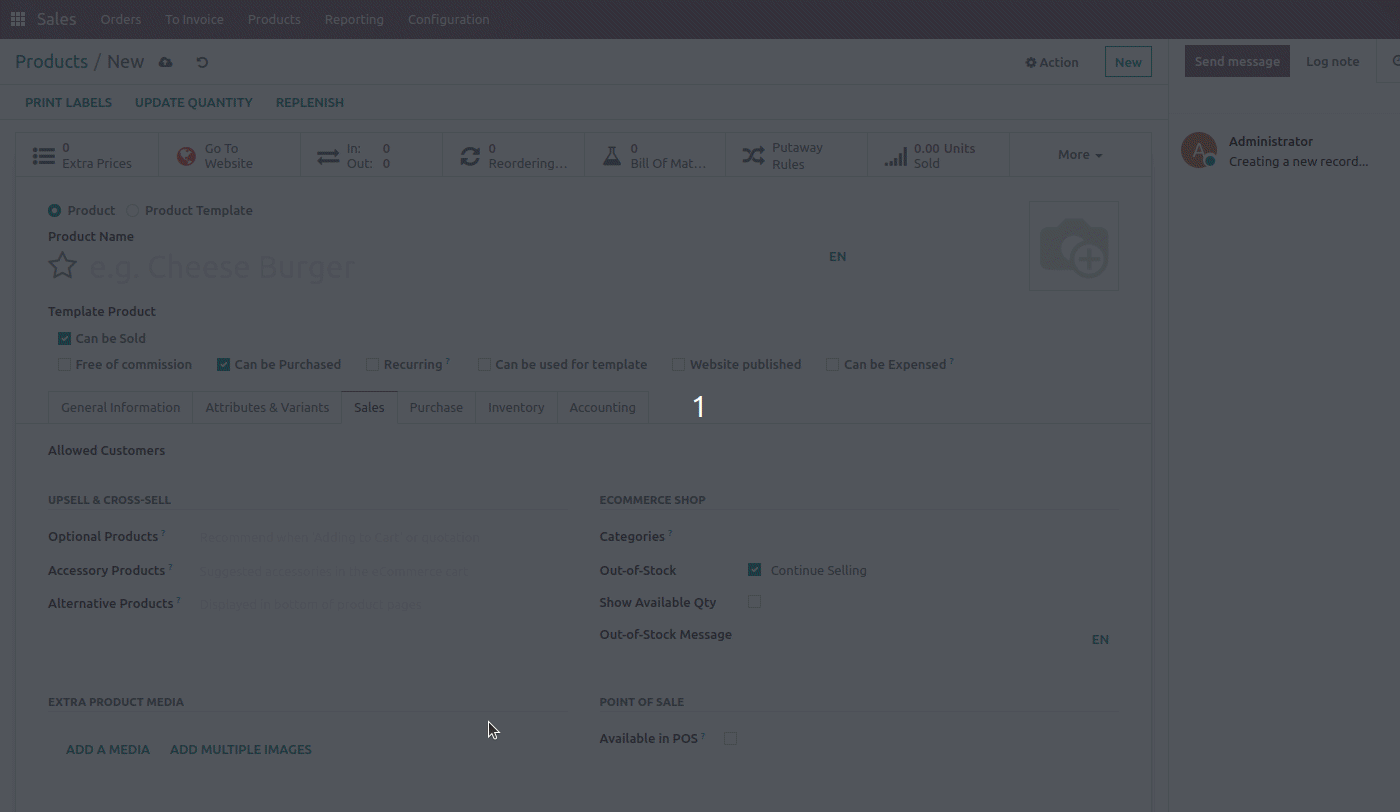 Sales Orders To Invoice Products Reporting Configuration
Products / New Action New Send message Log note
PRINT LABELS UPDATE QUANTITY REPLENISH
0 Extra Prices
Go To Website
In: 0
Out: 0
0 Reordering...
0 Bill Of Mat...
Putaway Rules
0.00 Units Sold
More
A
Administrator
Creating a new record...
Product Product Template
Product Name
e.g. Cheese Burger EN
Template Product
Can be Sold
Free of commission Can be Purchased Recurring ? Can be used for template Website published Can be Expensed ?
General Information Attributes & Variants Sales Purchase Inventory Accounting
1
Allowed Customers
UPSELL & CROSS-SELL
Optional Products ?
Accessory Products ?
Alternative Products ?
ECOMMERCE SHOP
Categories ?
Out-of-Stock Continue Selling
Show Available Qty
Out-of-Stock Message EN
EXTRA PRODUCT MEDIA
ADD A MEDIA ADD MULTIPLE IMAGES
POINT OF SALE
Available in POS ?